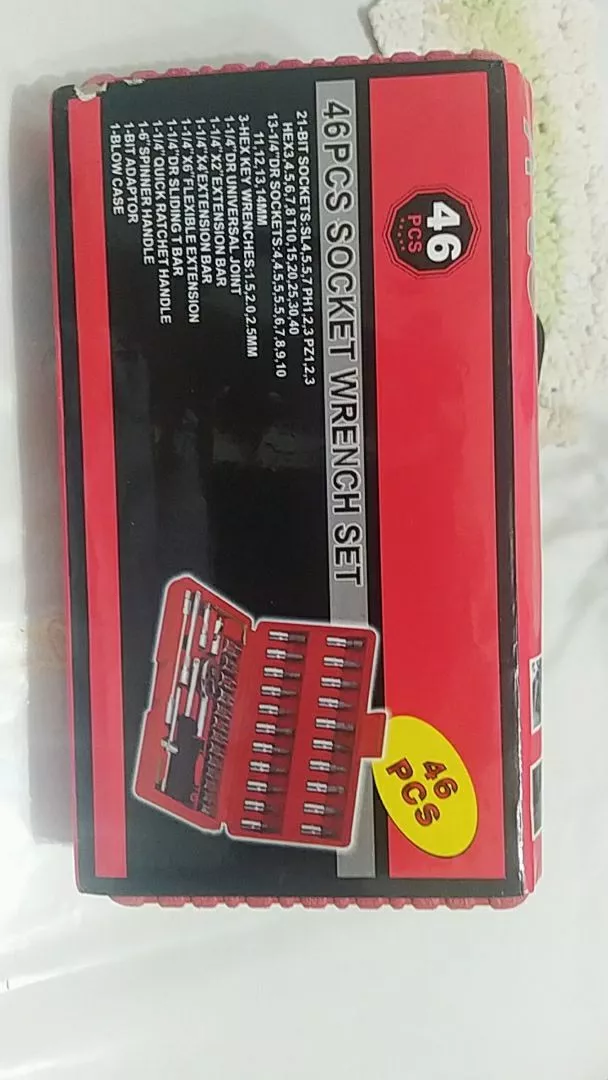 46
PCS
46PCS SOCKET WRENCH SET
21-BIT SOCKETS:SL4,5.5,7 PH1,2,3 PZ1,2,3
HEX3,4,5,6,7,8 T10,15,20,25,30,40
13-1/4"DR SOCKETS:4,4.5,5,5.5,6,7,8,9,10
11,12,13,14MM
3-HEX KEY WRENCHES:1.5,2.0,2.5MM
1-1/4"DR UNIVERSAL JOINT
1-1/4"X2"EXTENSION BAR
1-1/4"X4"EXTENSION BAR
1-1/4"X6"FLEXIBLE EXTENSION
1-1/4"DR SLIDING T BAR
1-1/4"QUICK RATCHET HANDLE
1-6"SPINNER HANDLE
1-BIT ADAPTOR
1-BLOW CASE
46
PCS